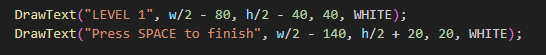 DrawText("LEVEL 1", w/2 - 80, h/2 - 40, 40, WHITE);
DrawText("Press SPACE to finish", w/2 - 140, h/2 + 20, 20, WHITE);